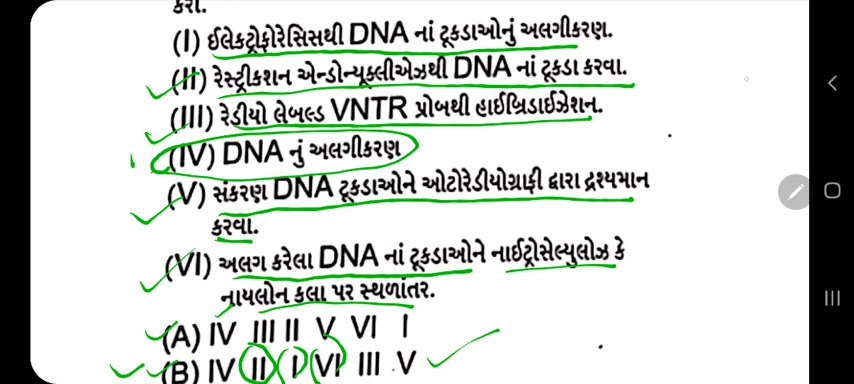 કરો.
(I) ઈલેક્ટ્રોફોરેસિસથી DNA નાં ટૂકડાઓનું અલગીકરણ.
(II) રેસ્ટ્રીકશન એન્ડોન્યૂક્લીએઝથી DNA નાં ટૂકડા કરવા.
(III) રેડીયો લેબલ્ડ VNTR પ્રોબથી હાઈબ્રિડાઈઝેશન.
(IV) DNA નું અલગીકરણ
(V) સંકરણ DNA ટૂકડાઓને ઓટોરેડીયોગ્રાફી દ્વારા દ્રશ્યમાન
કરવા.
(VI) અલગ કરેલા DNA નાં ટૂકડાઓને નાઈટ્રોસેલ્યુલોઝ કે
નાયલોન કલા પર સ્થળાંતર.
(A) IV III II V VI I
(B) IV II I VI III V